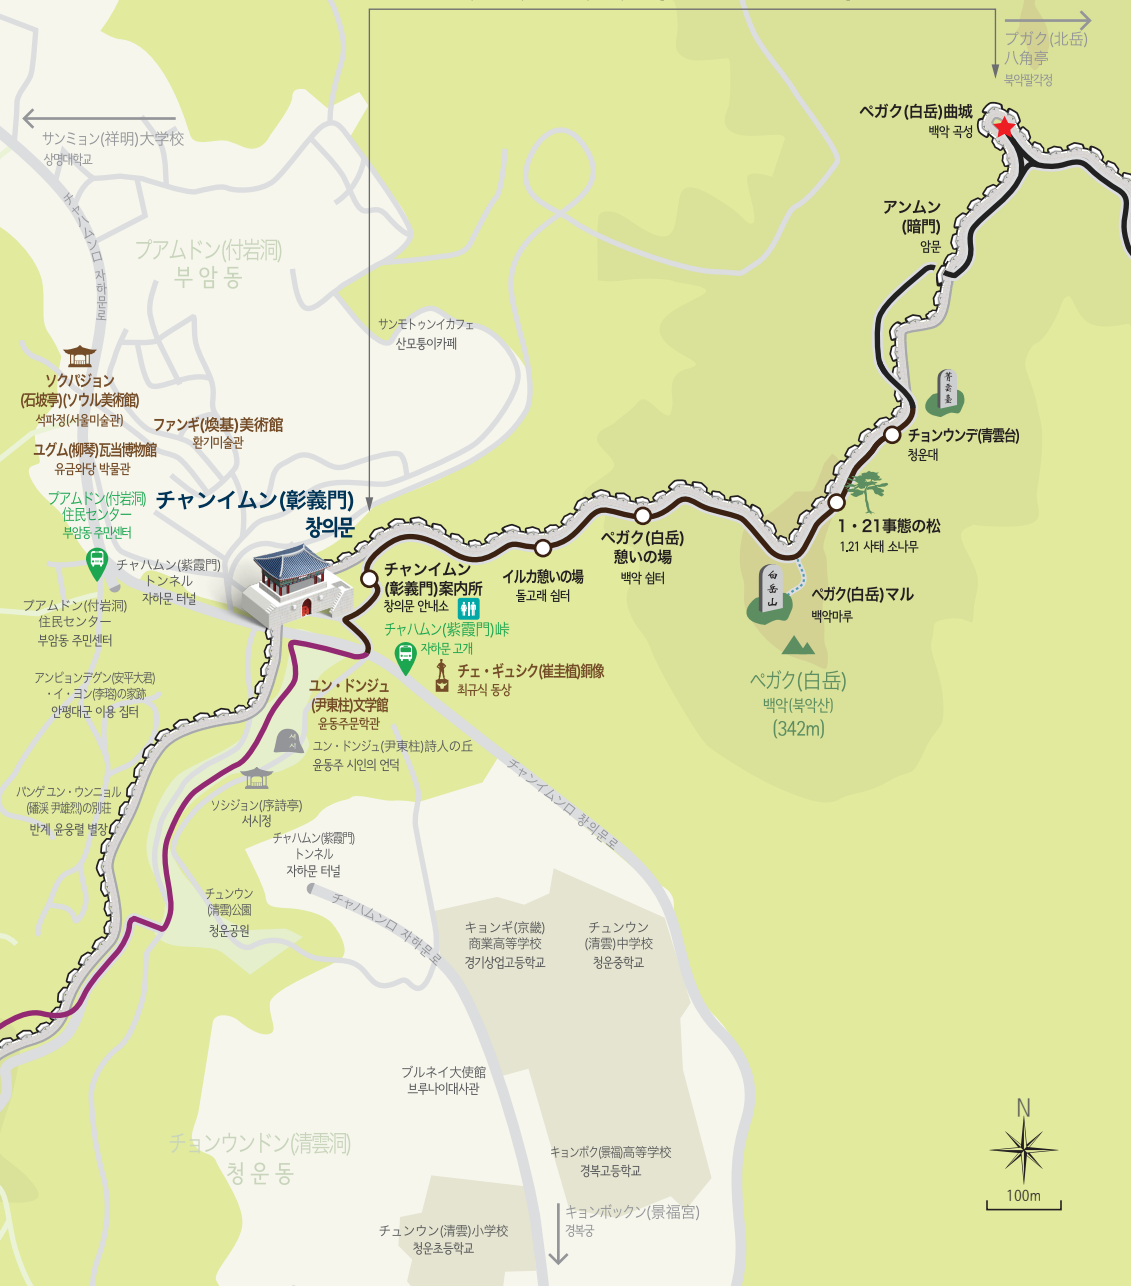 プガク(北岳)
八角亭
북악팔각정
ペガク(白岳)曲城
백악 곡성
サンミョン(祥明)大学校
상명대학교
チャハムンロ 자하문로
アンムン
(暗門)
암문
プアムドン(付岩洞)
부암동
サンモトゥンイカフェ
산모퉁이카페
ソクパジョン
(石坡亭)(ソウル美術館)
석파정(서울미술관)
ファンギ(煥基)美術館
환기미술관
ユグム(柳琴)瓦当博物館
유금와당 박물관
チョンウンデ(青雲台)
청운대
プアムドン(付岩洞)
住民センター
부암동 주민센터
チャンイムン(彰義門)
창의문
1・21事態の松
1.21 사태 소나무
ペガク(白岳)
憩いの場
백악 쉼터
チャハムン(紫霞門)
トンネル
자하문 터널
チャンイムン
(彰義門)案内所
창의문 안내소
イルカ憩いの場
돌고래 쉼터
白岳山
ペガク(白岳)マル
백악마루
プアムドン(付岩洞)
住民センター
부암동 주민센터
チャハムン(紫霞門)峠
자하문 고개
チェ・ギュシク(崔圭植)銅像
최규식 동상
アンピョンデグン(安平大君)
・イ・ヨン(李瑢)の家跡
안평대군 이용 집터
ユン・ドンジュ
(尹東柱)文学館
윤동주문학관
ペガク(白岳)
백악(북악산)
(342m)
서시
ユン・ドンジュ(尹東柱)詩人の丘
윤동주 시인의 언덕
チャンイムンロ 창의문로
パンゲ ユン・ウンニョル
(磻溪 尹雄烈)の別荘
반계 윤웅렬 별장
ソシジョン(序詩亭)
서시정
チャハムン(紫霞門)
トンネル
자하문 터널
チャハムンロ 자하문로
チュンウン
(清雲)公園
청운공원
キョンギ(京畿)
商業高等学校
경기상업고등학교
チュンウン
(清雲)中学校
청운중학교
ブルネイ大使館
브루나이대사관
チョンウンドン(清雲洞)
청운동
キョンボク(景福)高等学校
경복고등학교
キョンボックン(景福宮)
경복궁
チュンウン(清雲)小学校
청운초등학교
N
100m